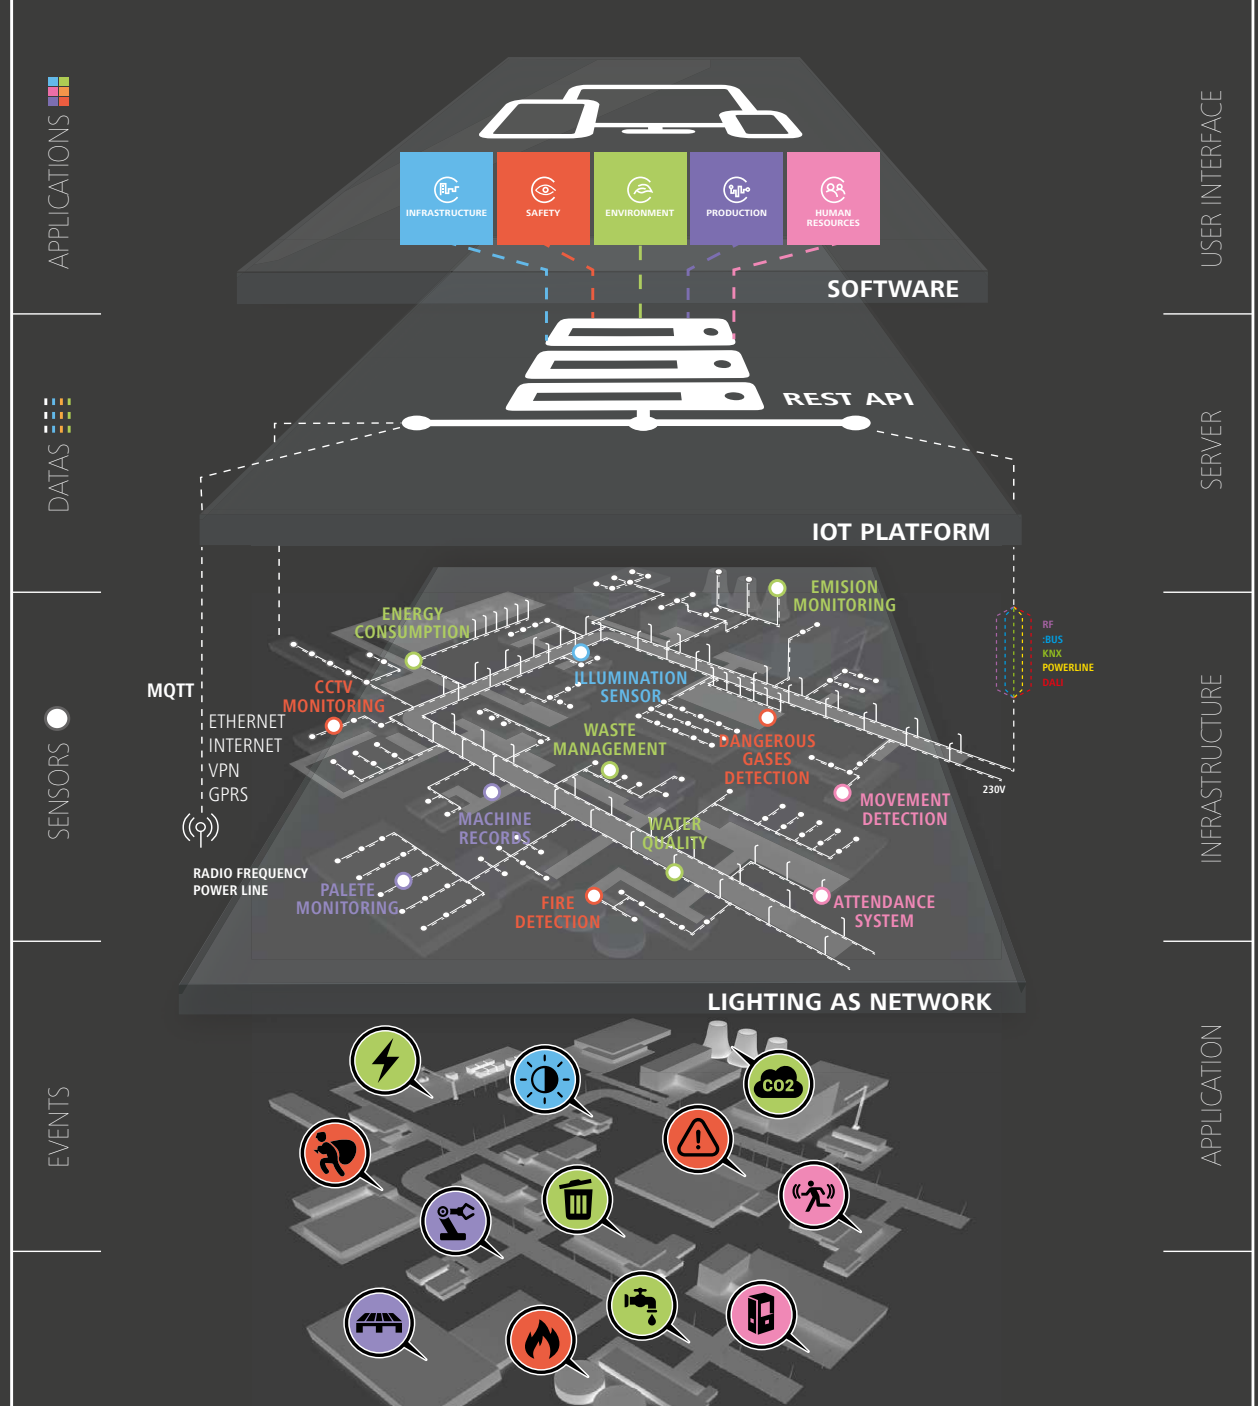 APPLICATIONS
USER INTERFACE
INFRASTRUCTURE
SAFETY
ENVIRONMENT
PRODUCTION
HUMAN
RESOURCES
SOFTWARE
DATAS
SERVER
REST API
IOT PLATFORM
SENSORS
INFRASTRUCTURE
EMISION
MONITORING
ENERGY
CONSUMPTION
RF
:BUS
KNX
POWERLINE
DALI
ILLUMINATION
SENSOR
CCTV
MONITORING
MQTT
ETHERNET
INTERNET
VPN
GPRS
WASTE
MANAGEMENT
DANGEROUS
GASES
DETECTION
230V
MOVEMENT
DETECTION
MACHINE
RECORDS
WATER
QUALITY
RADIO FREQUENCY
POWER LINE
PALETE
MONITORING
FIRE
DETECTION
ATTENDANCE
SYSTEM
LIGHTING AS NETWORK
EVENTS
APPLICATION
CO2